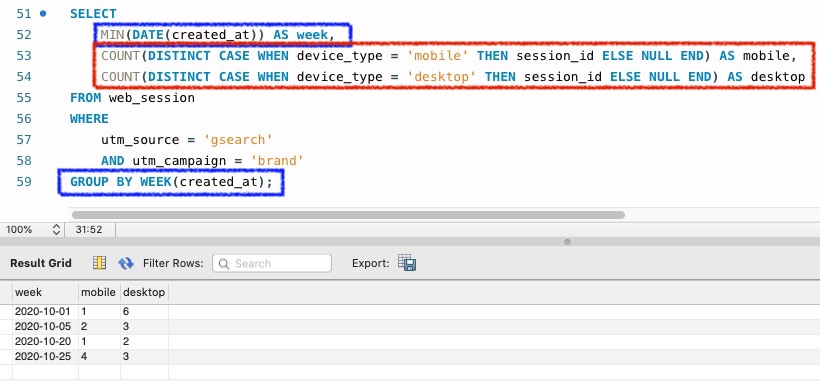 51 SELECT
52 MIN(DATE(created_at)) AS week,
53 COUNT(DISTINCT CASE WHEN device_type = 'mobile' THEN session_id ELSE NULL END) AS mobile,
54 COUNT(DISTINCT CASE WHEN device_type = 'desktop' THEN session_id ELSE NULL END) AS desktop
55 FROM web_session
56 WHERE
57 utm_source = 'gsearch'
58 AND utm_campaign = 'brand'
59 GROUP BY WEEK(created_at);
100% 31:52
Result Grid Filter Rows: Search Export:
week mobile desktop
2020-10-01 1 6
2020-10-05 2 3
2020-10-20 1 2
2020-10-25 4 3